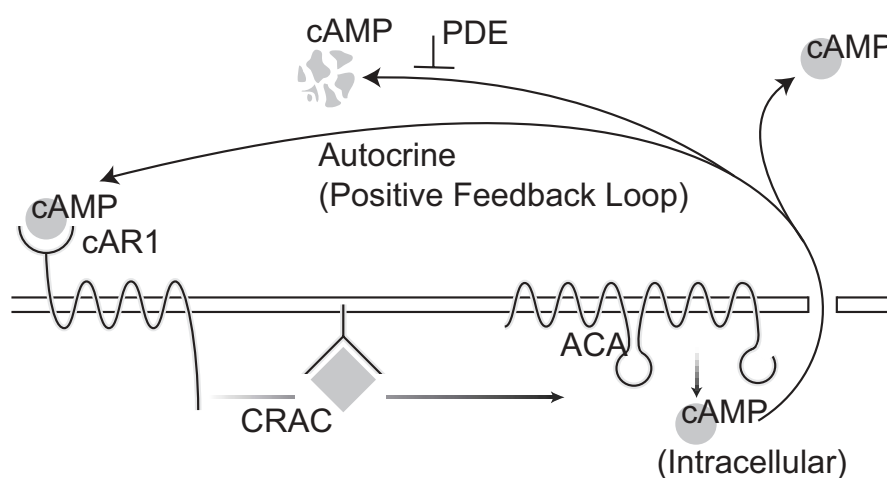 cAMP
PDE
cAMP
Autocrine
(Positive Feedback Loop)
cAMP
cAR1
ACA
CRAC
cAMP
(Intracellular)